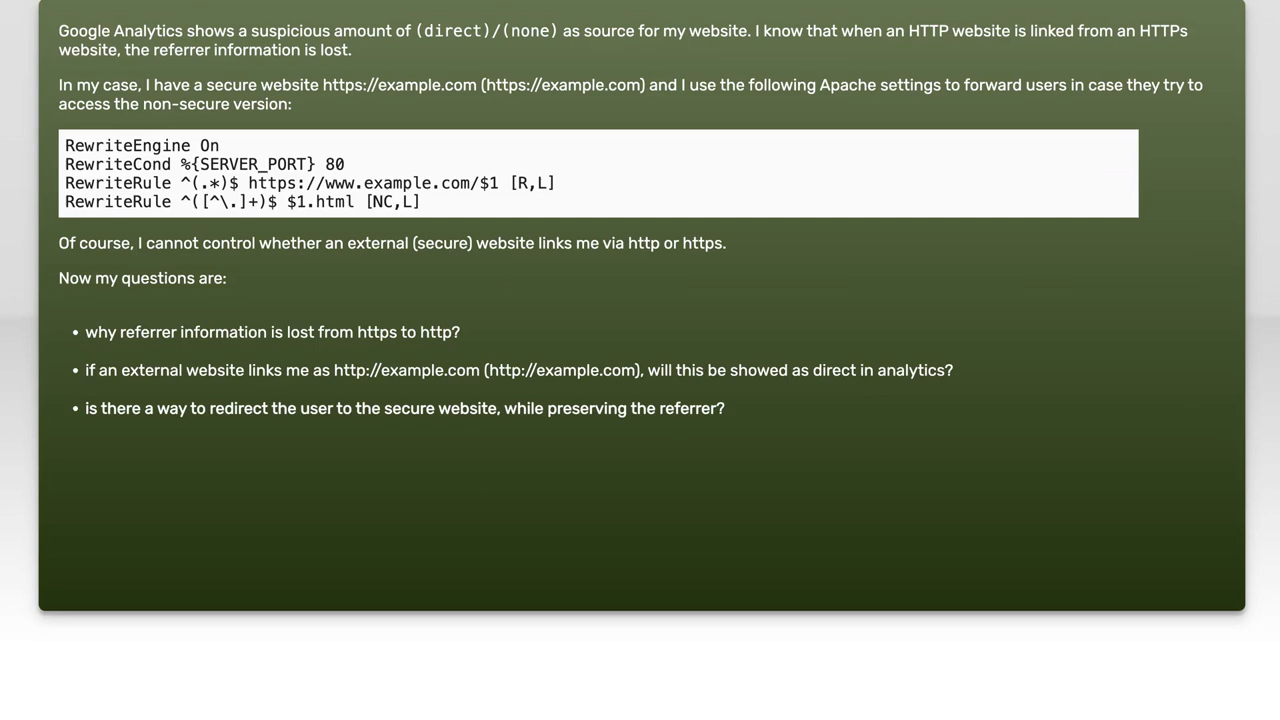 Google Analytics shows a suspicious amount of (direct)/(none) as source for my website. I know that when an HTTP website is linked from an HTTPs
website, the referrer information is lost.
In my case, I have a secure website https://example.com (https://example.com) and I use the following Apache settings to forward users in case they try to
access the non-secure version:
RewriteEngine On
RewriteCond %{SERVER_PORT} 80
RewriteRule ^(.*)$ https://www.example.com/$1 [R,L]
RewriteRule ^([^\.]+)$ $1.html [NC,L]
Of course, I cannot control whether an external (secure) website links me via http or https.
Now my questions are:
• why referrer information is lost from https to http?
• if an external website links me as http://example.com (http://example.com), will this be showed as direct in analytics?
• is there a way to redirect the user to the secure website, while preserving the referrer?